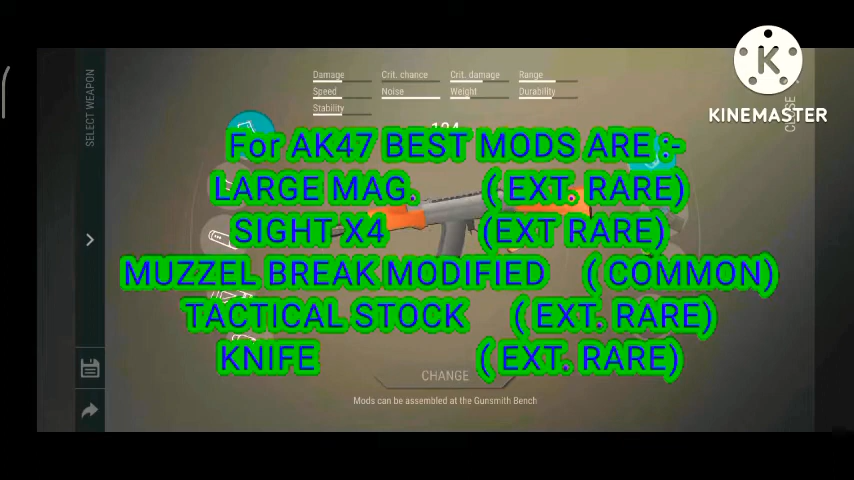 Damage Crit. chance Crit. damage Range
Speed Noise Weight Durability
Stability
SELECT WEAPON
KINEMASTER
For AK47 BEST MODS ARE :-
LARGE MAG. ( EXT. RARE)
SIGHT X4 (EXT RARE)
MUZZEL BREAK MODIFIED ( COMMON)
TACTICAL STOCK ( EXT. RARE)
KNIFE ( EXT. RARE)
CHANGE
Mods can be assembled at the Gunsmith Bench